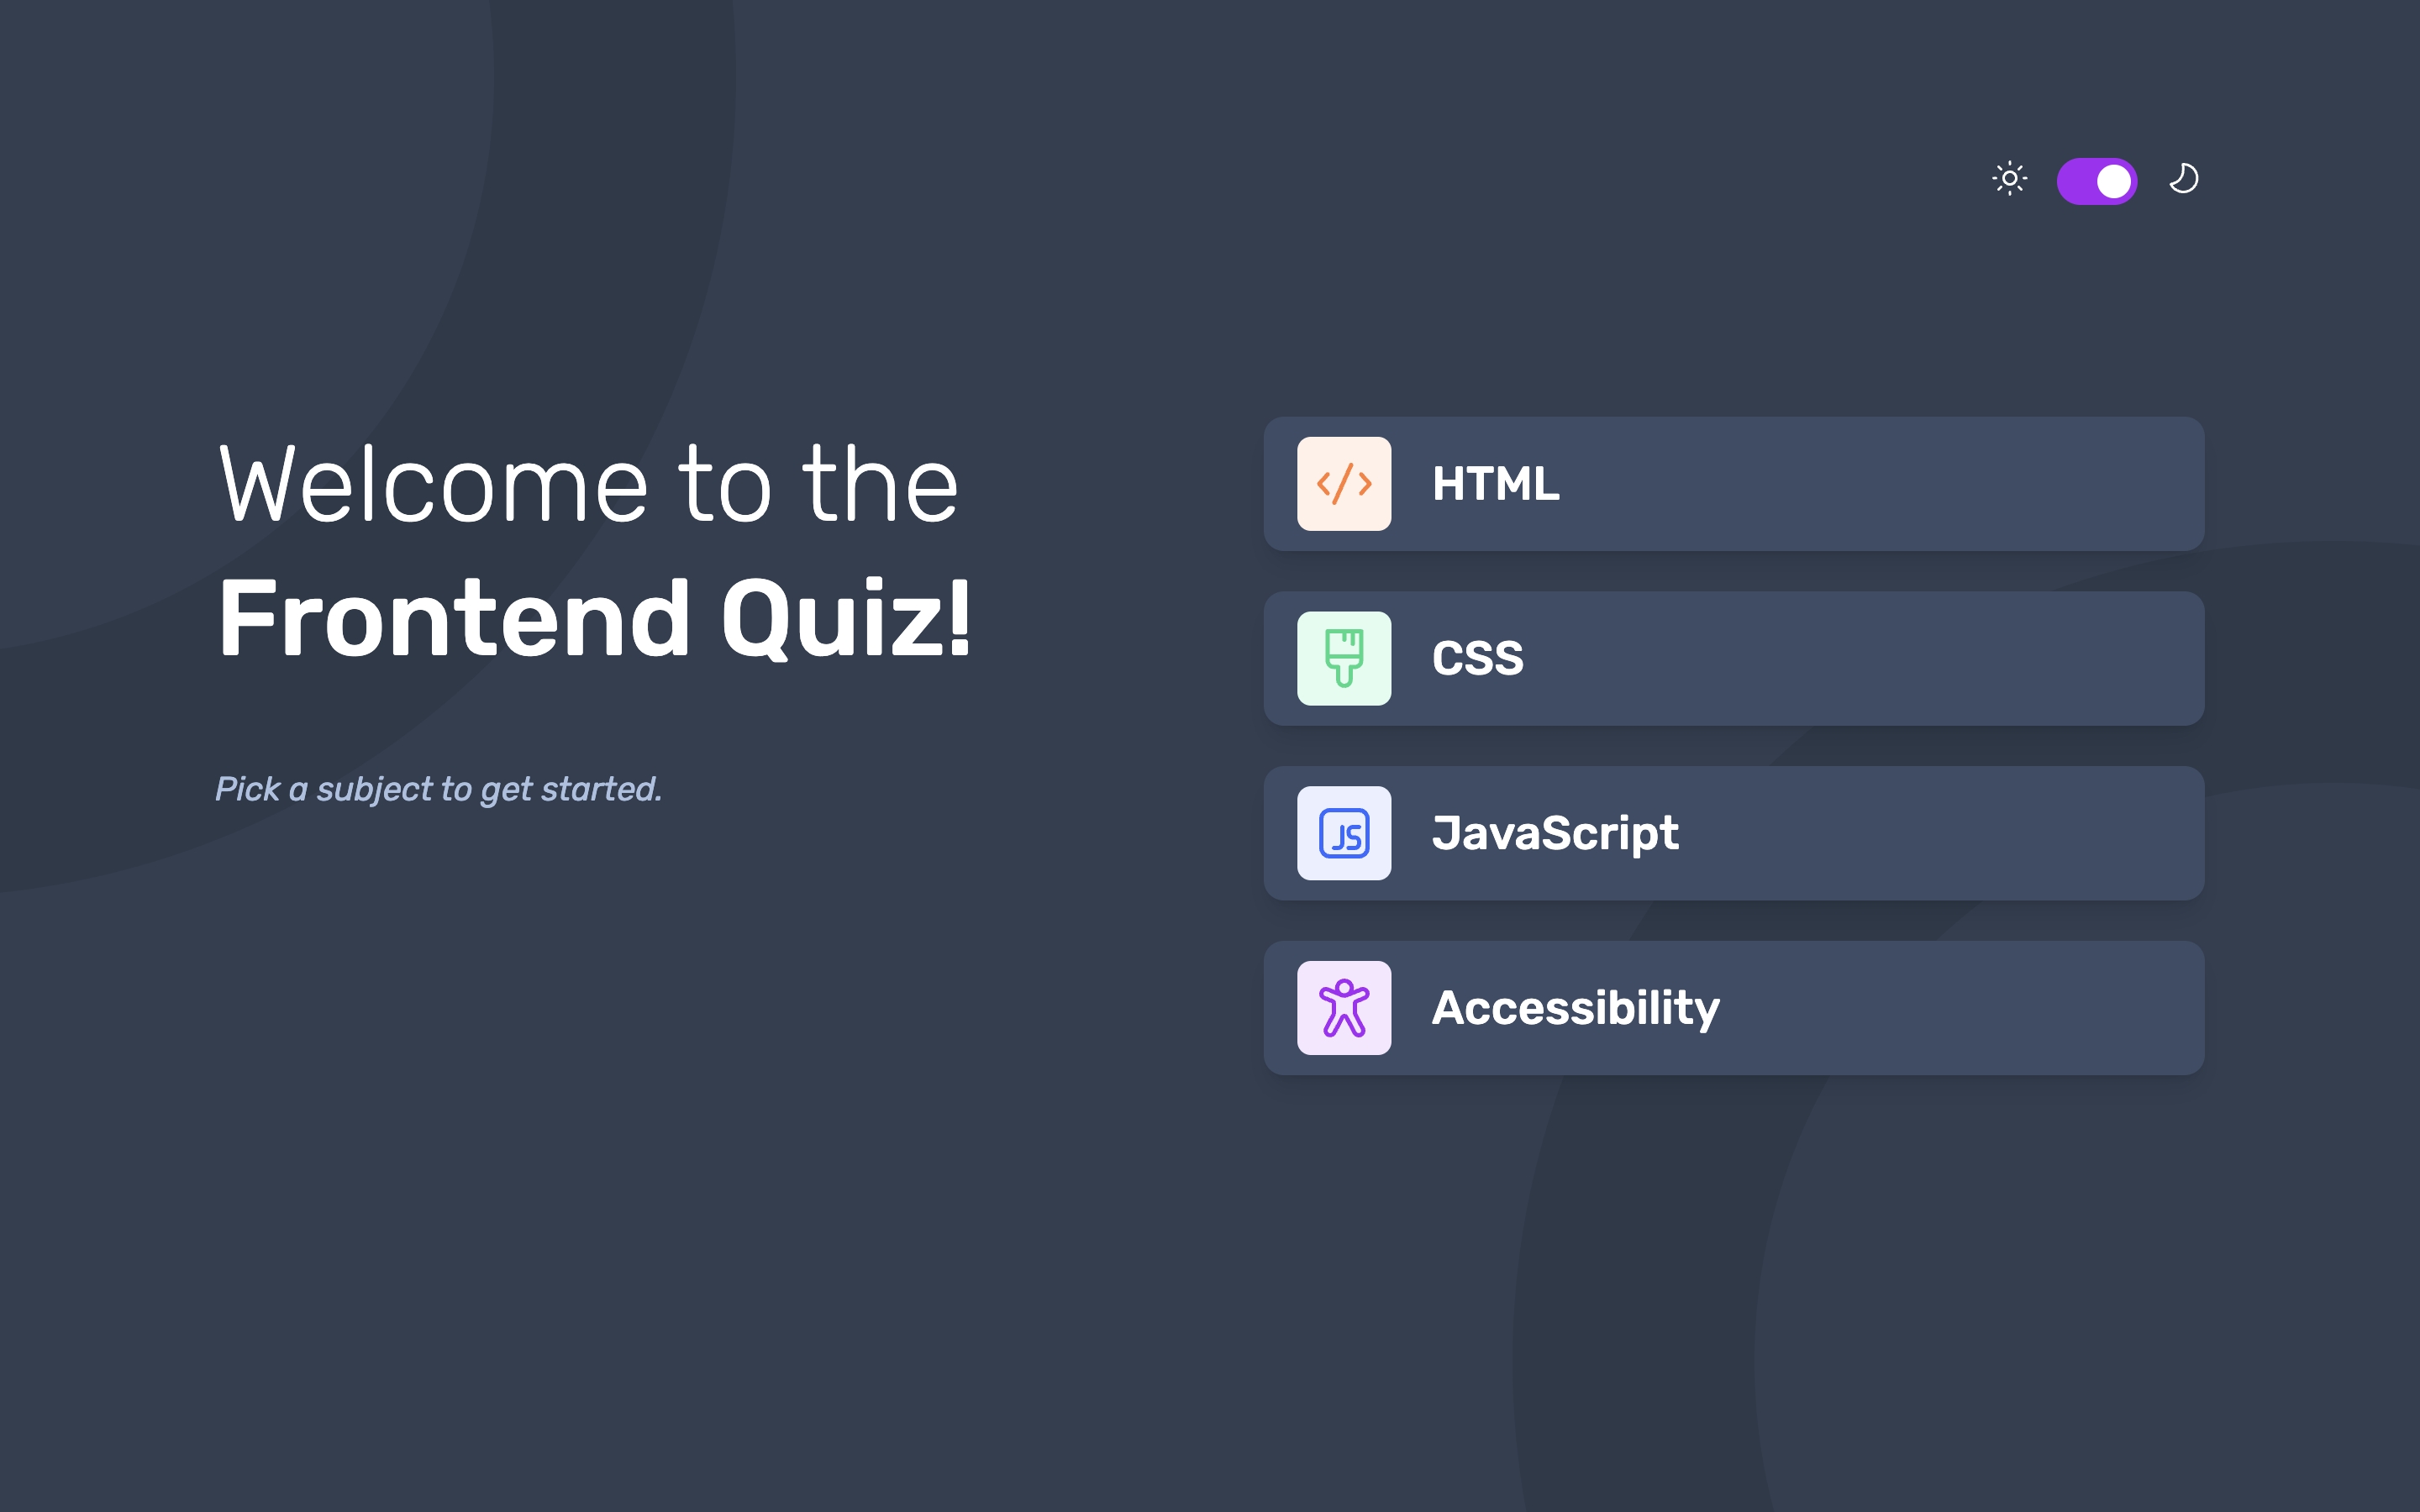 Welcome to the
Frontend Quiz!
Pick a subject to get started.
HTML
CSS
JS
JavaScript
Accessibility